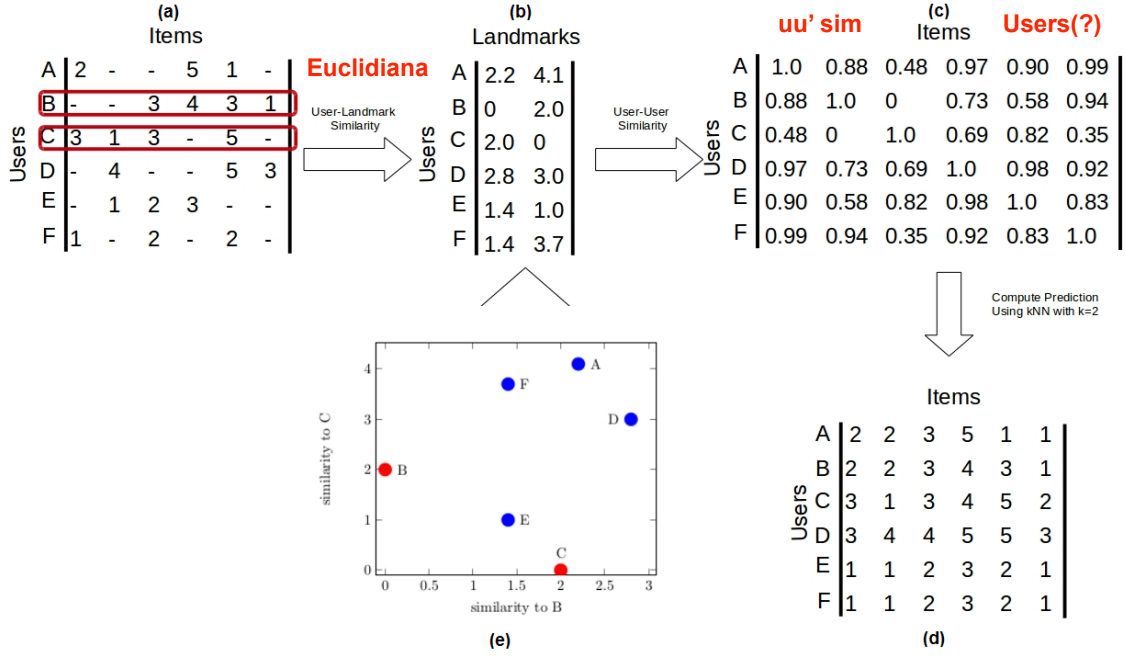 (a)
Items
Users
A 2 - - 5 1 -
B - - 3 4 3 1
C 3 1 3 - 5 -
D - 4 - - 5 3
E - 1 2 3 - -
F 1 - 2 - 2 -
Euclidiana
User-Landmark
Similarity
(b)
Landmarks
Users
A 2.2 4.1
B 0 2.0
C 2.0 0
D 2.8 3.0
E 1.4 1.0
F 1.4 3.7
User-User
Similarity
(c)
uu' sim Items Users(?)
Users
A 1.0 0.88 0.48 0.97 0.90 0.99
B 0.88 1.0 0 0.73 0.58 0.94
C 0.48 0 1.0 0.69 0.82 0.35
D 0.97 0.73 0.69 1.0 0.98 0.92
E 0.90 0.58 0.82 0.98 1.0 0.83
F 0.99 0.94 0.35 0.92 0.83 1.0
Compute Prediction
Using kNN with k=2
similarity to C
4
3
2
1
0
A
F
D
B
E
C
0 0.5 1 1.5 2 2.5 3
similarity to B
(e)
Items
Users
A 2 2 3 5 1 1
B 2 2 3 4 3 1
C 3 1 3 4 5 2
D 3 4 4 5 5 3
E 1 1 2 3 2 1
F 1 1 2 3 2 1
(d)